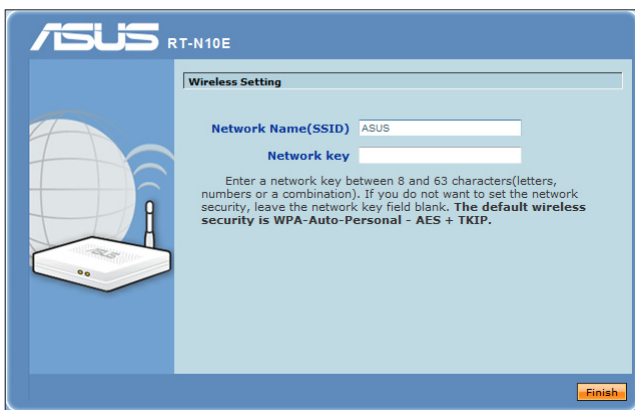 ASUS RT-N10E
Wireless Setting
Network Name(SSID) ASUS
Network key
Enter a network key between 8 and 63 characters(letters,
numbers or a combination). If you do not want to set the network
security, leave the network key field blank. The default wireless
security is WPA-Auto-Personal - AES + TKIP.
ASUS
Finish